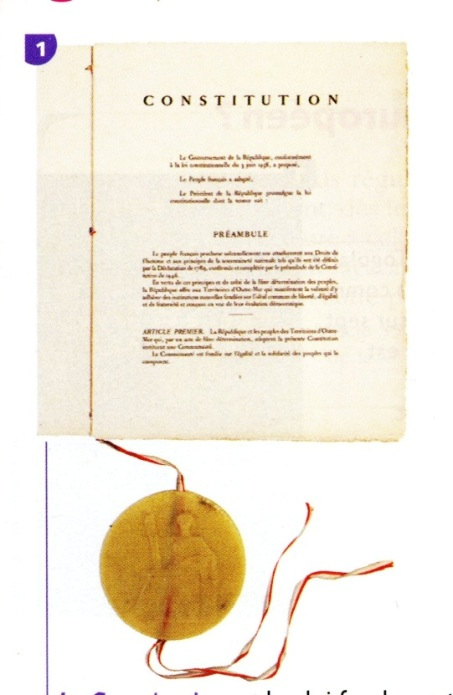 1
CONSTITUTION
Le Gouvernement de la République, conformément
à la loi constitutionnelle du 3 juin 1958, a proposé,
Le Peuple français a adopté,
Le Président de la République promulgue la loi
constitutionnelle dont la teneur suit :
PRÉAMBULE
Le peuple français proclame solennellement son attachement aux Droits de
l'homme et aux principes de la souveraineté nationale tels qu'ils ont été définis
par la Déclaration de 1789, confirmée et complétée par le préambule de la Consti-
tution de 1946.
En vertu de ces principes et de celui de la libre détermination des peuples,
la République offre aux Territoires d'Outre-Mer qui manifestent la volonté d'y
adhérer des institutions nouvelles fondées sur l'idéal commun de liberté, d'égalité
et de fraternité et conçues en vue de leur évolution démocratique.
ARTICLE PREMIER. La République et les peuples des Territoires d'Outre-
Mer qui, par un acte de libre détermination, adoptent la présente Constitution
instituent une Communauté.
La Communauté est fondée sur l'égalité et la solidarité des peuples qui la
composent.